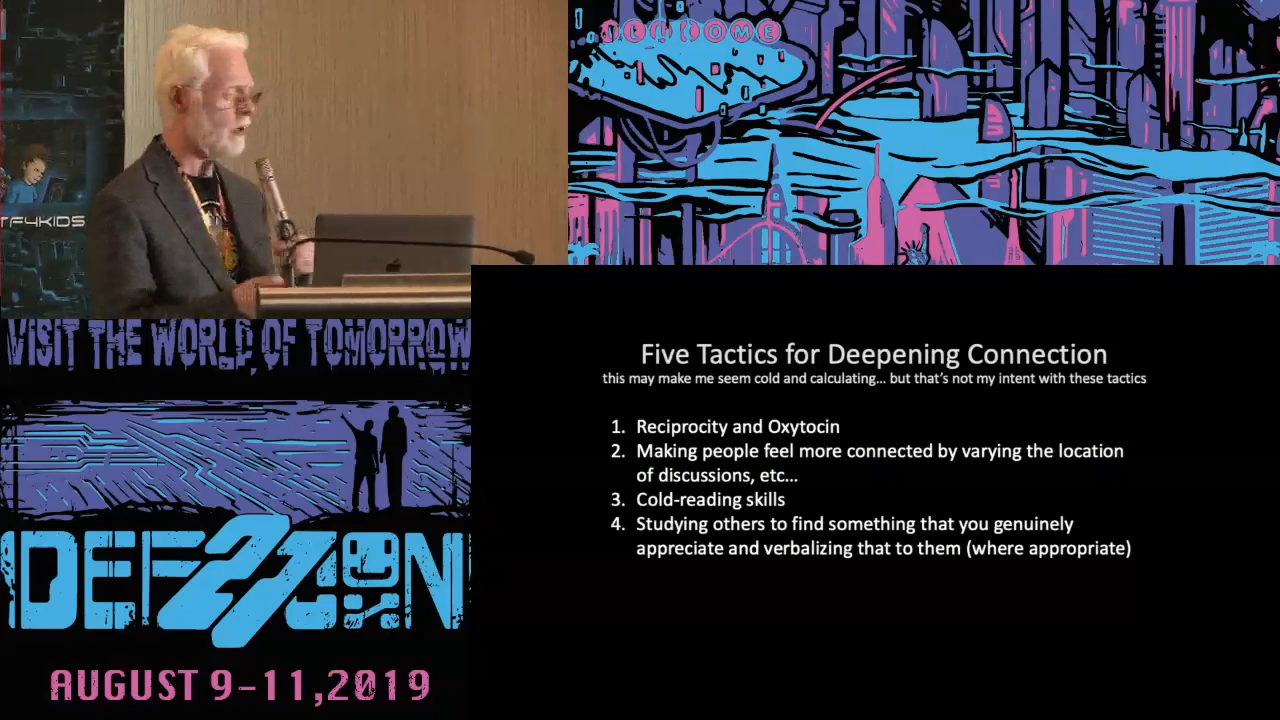 WELCOME
TF4KIDS
VISIT THE WORLD OF TOMORROW
DEF CON
27
AUGUST 9-11,2019
Five Tactics for Deepening Connection
this may make me seem cold and calculating… but that's not my intent with these tactics
1. Reciprocity and Oxytocin
2. Making people feel more connected by varying the location
of discussions, etc…
3. Cold-reading skills
4. Studying others to find something that you genuinely
appreciate and verbalizing that to them (where appropriate)